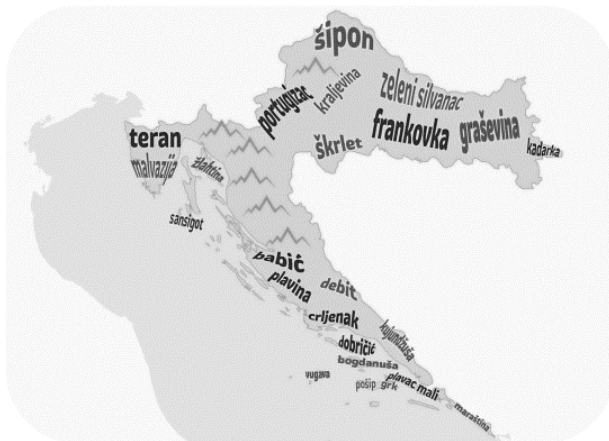 šipon
kraljevina
portugizac
zeleni silvanac
frankovka
graševina
kadarka
škrlet
teran
malvazija
žlahtina
sansigot
babić
plavina
debit
crljenak
kujundžuša
dobričić
bogdanuša
vugava
pošip
grk
plavac mali
maraština